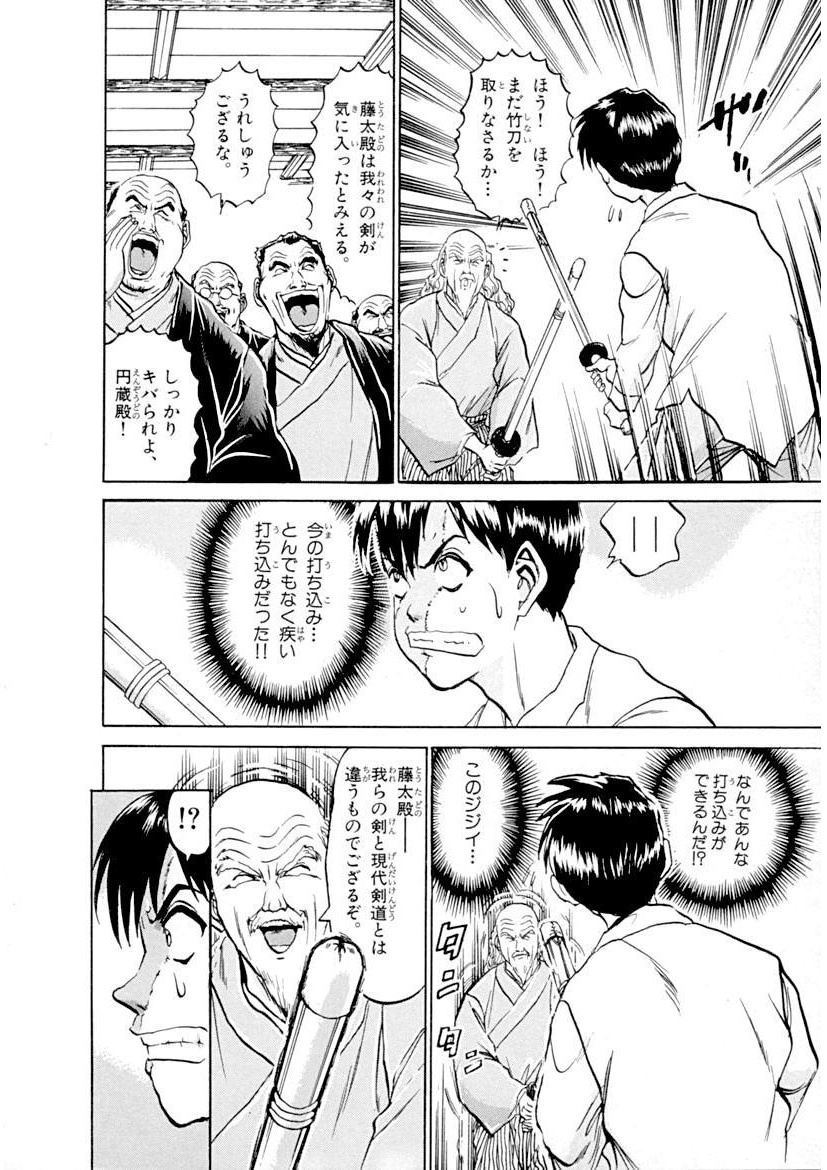 ほう！ほう！
まだ竹刀を
取りなさるか…
藤太殿は我々の剣が
気に入ったとみえる。
うれしゅう
ござるな。
しっかり
キバられよ、
円蔵殿！
今の打ち込み…
とんでもなく疾い
打ち込みだった!!
なんであんな
打ち込みが
できるんだ!?
このジジイ…
タン
タン
藤太殿──
我らの剣と現代剣道とは
違うものでござるぞ。
!?